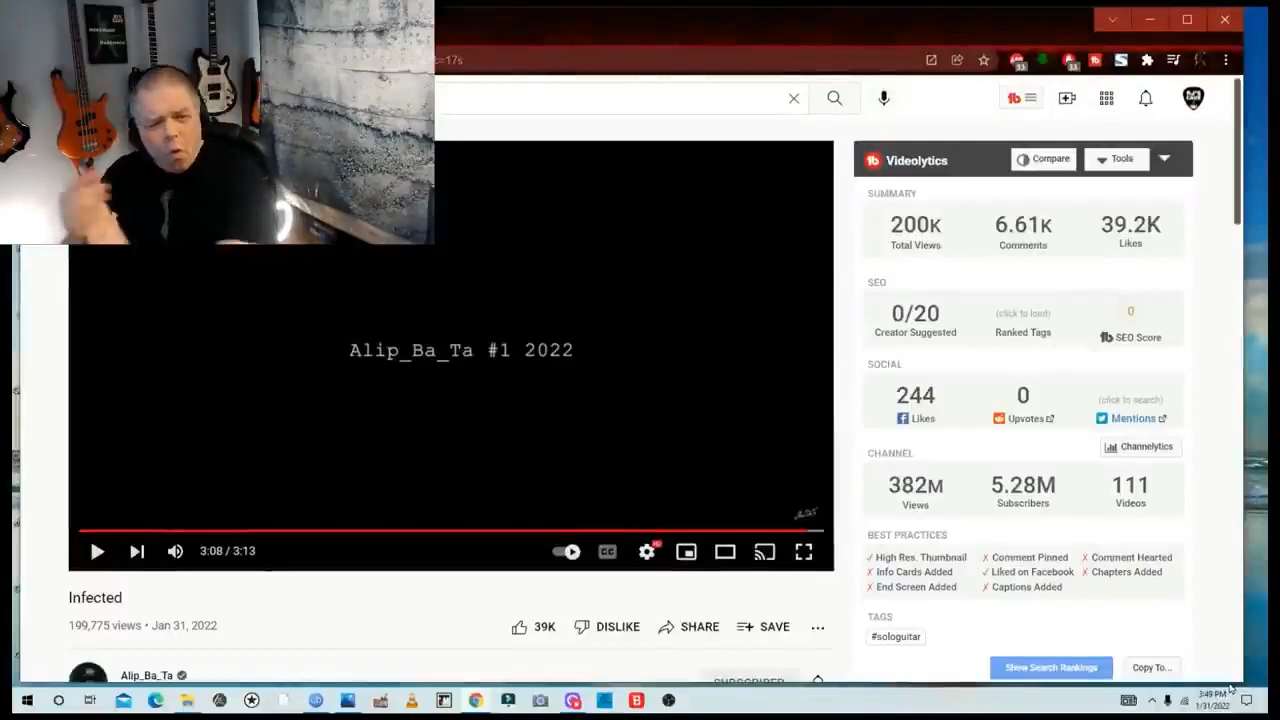 =17s
Videolytics
Compare
Tools
SUMMARY
200K 6.61K 39.2K
Total Views Comments Likes
SEO
0/20 (click to load) 0
Creator Suggested Ranked Tags tb SEO Score
SOCIAL
244 0 (click to search)
Likes Upvotes Mentions
Channelytics
CHANNEL
382M 5.28M 111
Views Subscribers Videos
BEST PRACTICES
✓ High Res. Thumbnail ✗ Comment Pinned ✗ Comment Hearted
✗ Info Cards Added ✓ Liked on Facebook ✗ Chapters Added
✗ End Screen Added ✗ Captions Added
TAGS
#sologuitar
Show Search Rankings Copy To...
Alip_Ba_Ta #1 2022
3:08 / 3:13
CC
Infected
199,775 views • Jan 31, 2022
39K DISLIKE SHARE SAVE ...
Alip_Ba_Ta
SUBSCRIBED
3:49 PM
1/31/2022